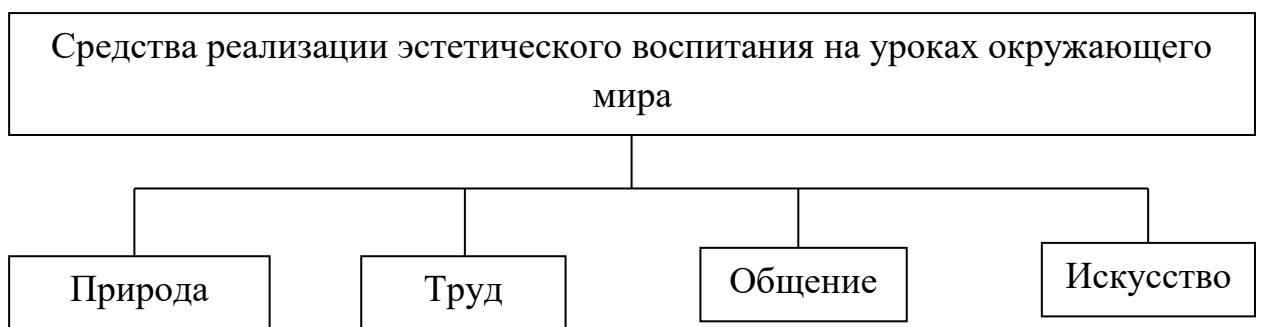 Средства реализации эстетического воспитания на уроках окружающего
мира
Природа
Труд
Общение
Искусство